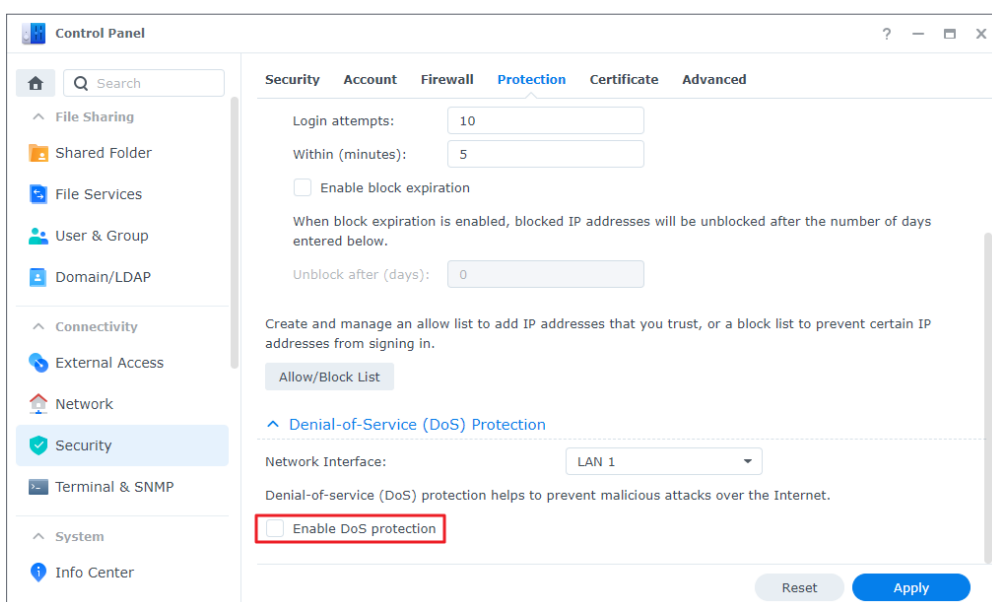 Control Panel
?
Search
File Sharing
Shared Folder
File Services
User & Group
Domain/LDAP
Connectivity
External Access
Network
Security
Terminal & SNMP
System
Info Center
Security Account Firewall Protection Certificate Advanced
Login attempts: 10
Within (minutes): 5
Enable block expiration
When block expiration is enabled, blocked IP addresses will be unblocked after the number of days
entered below.
Unblock after (days): 0
Create and manage an allow list to add IP addresses that you trust, or a block list to prevent certain IP
addresses from signing in.
Allow/Block List
Denial-of-Service (DoS) Protection
Network Interface: LAN 1
Denial-of-service (DoS) protection helps to prevent malicious attacks over the Internet.
Enable DoS protection
Reset Apply